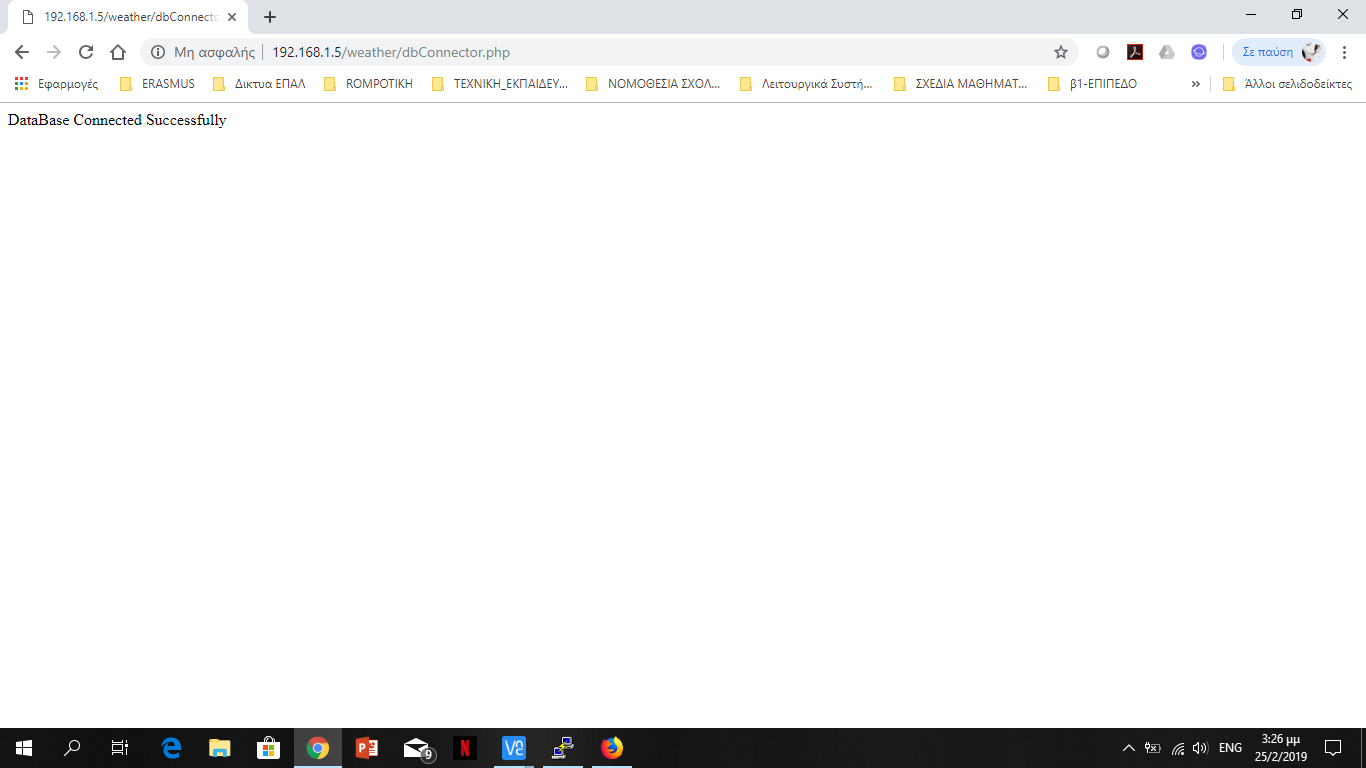 192.168.1.5/weather/dbConnecto
Μη ασφαλής 192.168.1.5/weather/dbConnector.php Σε παύση
Εφαρμογές ERASMUS Δικτυα ΕΠΑΛ ROMPOTIKH ΤΕΧΝΙΚΗ_ΕΚΠΑΙΔΕΥ... ΝΟΜΟΘΕΣΙΑ ΣΧΟΛ... Λειτουργικά Συστή... ΣΧΕΔΙΑ ΜΑΘΗΜΑΤ... β1-ΕΠΙΠΕΔΟ » Άλλοι σελιδοδείκτες
DataBase Connected Successfully
9 N VE ENG 3:26 μμ
25/2/2019